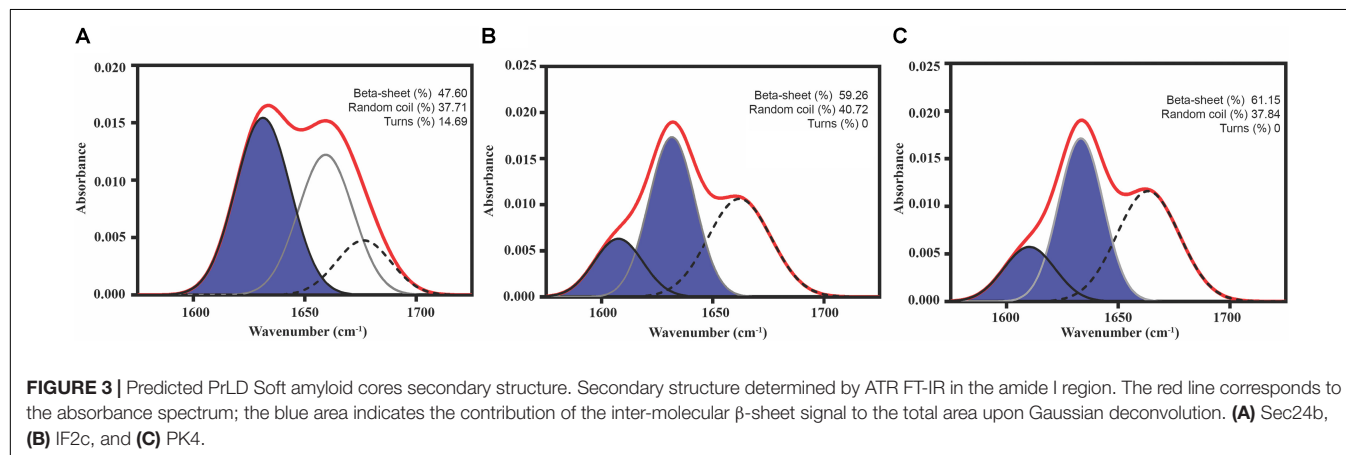 A
Beta-sheet (%) 47.60
Random coil (%) 37.71
Turns (%) 14.69
Absorbance
0.020
0.015
0.010
0.005
0.000
1600
1650
1700
Wavenumber (cm-1)
B
Beta-sheet (%) 59.26
Random coil (%) 40.72
Turns (%) 0
Absorbance
0.025
0.020
0.015
0.010
0.005
0.000
1600
1650
1700
Wavenumber (cm-1)
C
Beta-sheet (%) 61.15
Random coil (%) 37.84
Turns (%) 0
Absorbance
0.025
0.020
0.015
0.010
0.005
0.000
1600
1650
1700
Wavenumber (cm-1)
FIGURE 3 | Predicted PrLD Soft amyloid cores secondary structure. Secondary structure determined by ATR FT-IR in the amide I region. The red line corresponds to
the absorbance spectrum; the blue area indicates the contribution of the inter-molecular β-sheet signal to the total area upon Gaussian deconvolution. (A) Sec24b,
(B) IF2c, and (C) PK4.